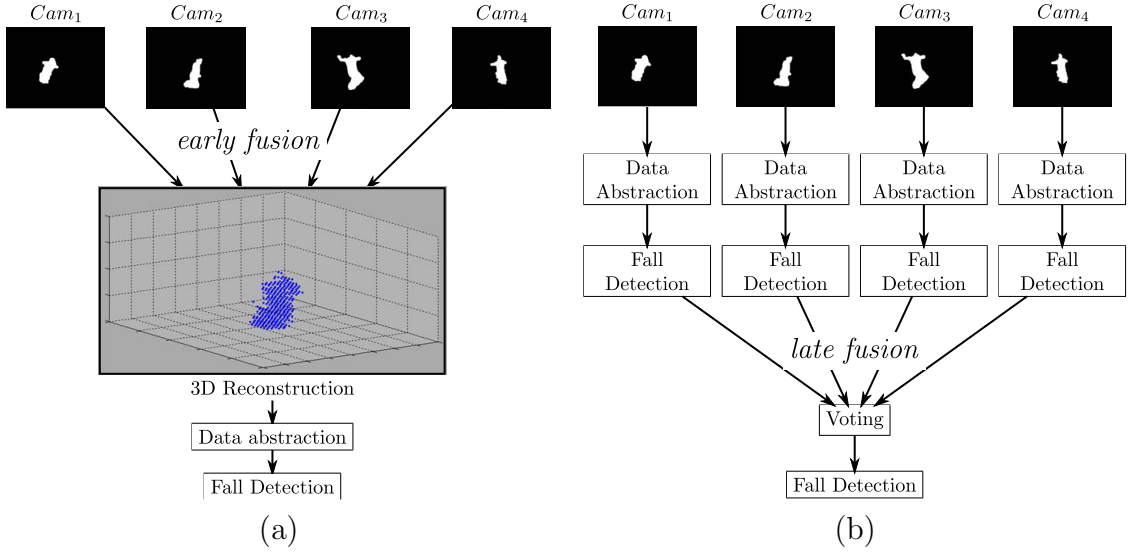 Cam1 Cam2 Cam3 Cam4
early fusion
3D Reconstruction
Data abstraction
Fall Detection
(a)
Cam1 Cam2 Cam3 Cam4
Data
Abstraction
Data
Abstraction
Data
Abstraction
Data
Abstraction
Fall
Detection
Fall
Detection
Fall
Detection
Fall
Detection
late fusion
Voting
Fall Detection
(b)